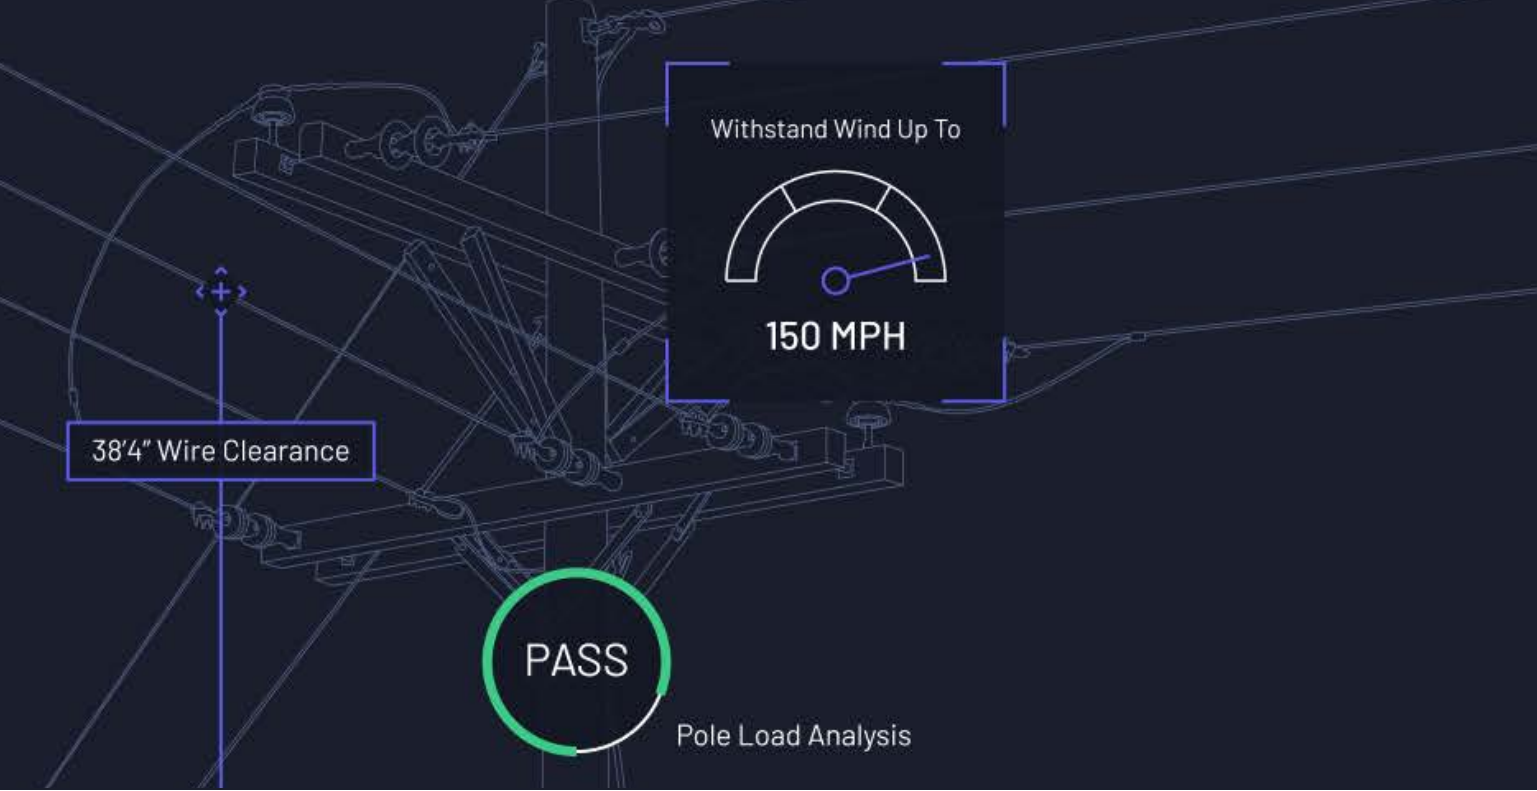 Withstand Wind Up To
150 MPH
38'4" Wire Clearance
PASS
Pole Load Analysis